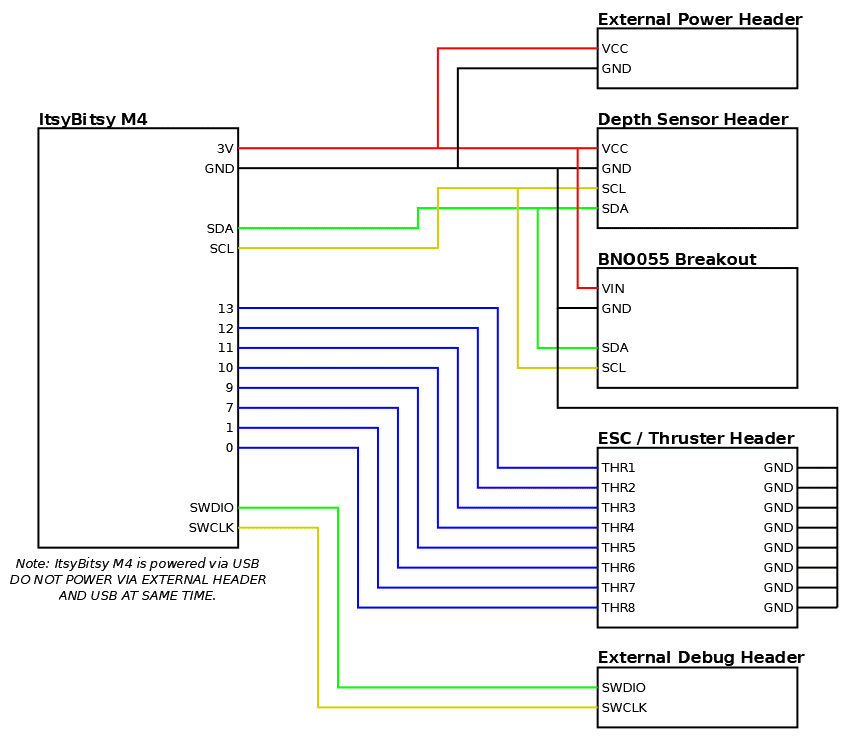 External Power Header
VCC
GND
ItsyBitsy M4
3V
GND
SDA
SCL
13
12
11
10
9
7
1
0
SWDIO
SWCLK
Note: ItsyBitsy M4 is powered via USB
DO NOT POWER VIA EXTERNAL HEADER
AND USB AT SAME TIME.
Depth Sensor Header
VCC
GND
SCL
SDA
BNO055 Breakout
VIN
GND
SDA
SCL
ESC / Thruster Header
THR1 GND
THR2 GND
THR3 GND
THR4 GND
THR5 GND
THR6 GND
THR7 GND
THR8 GND
External Debug Header
SWDIO
SWCLK